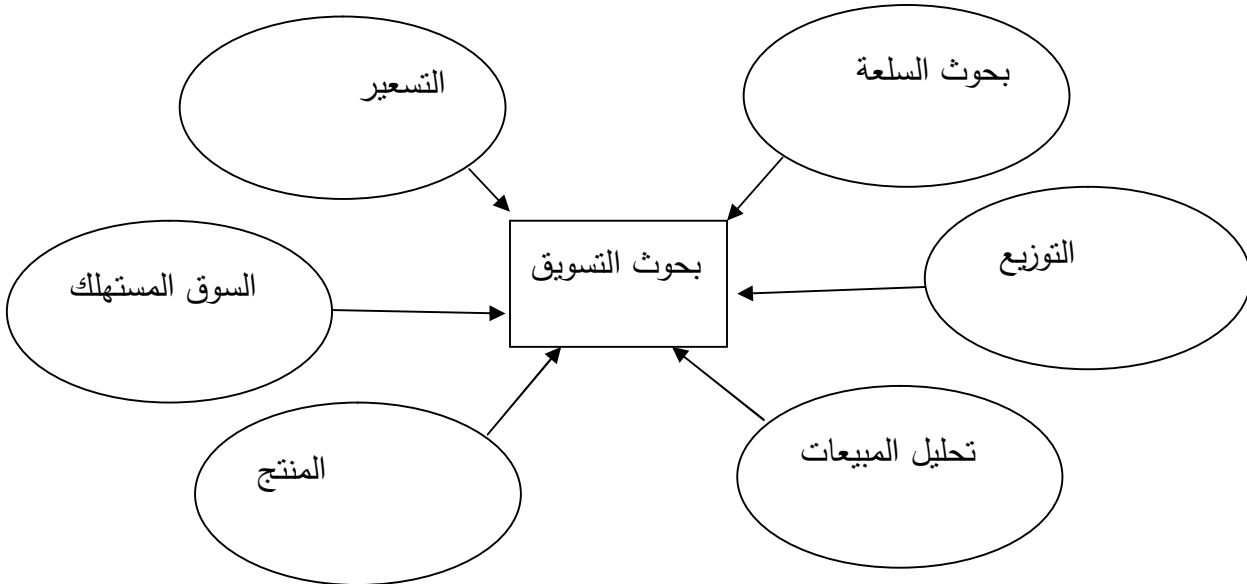 بحوث السلعة
التسعير
التوزيع
بحوث التسويق
السوق المستهلك
تحليل المبيعات
المنتج